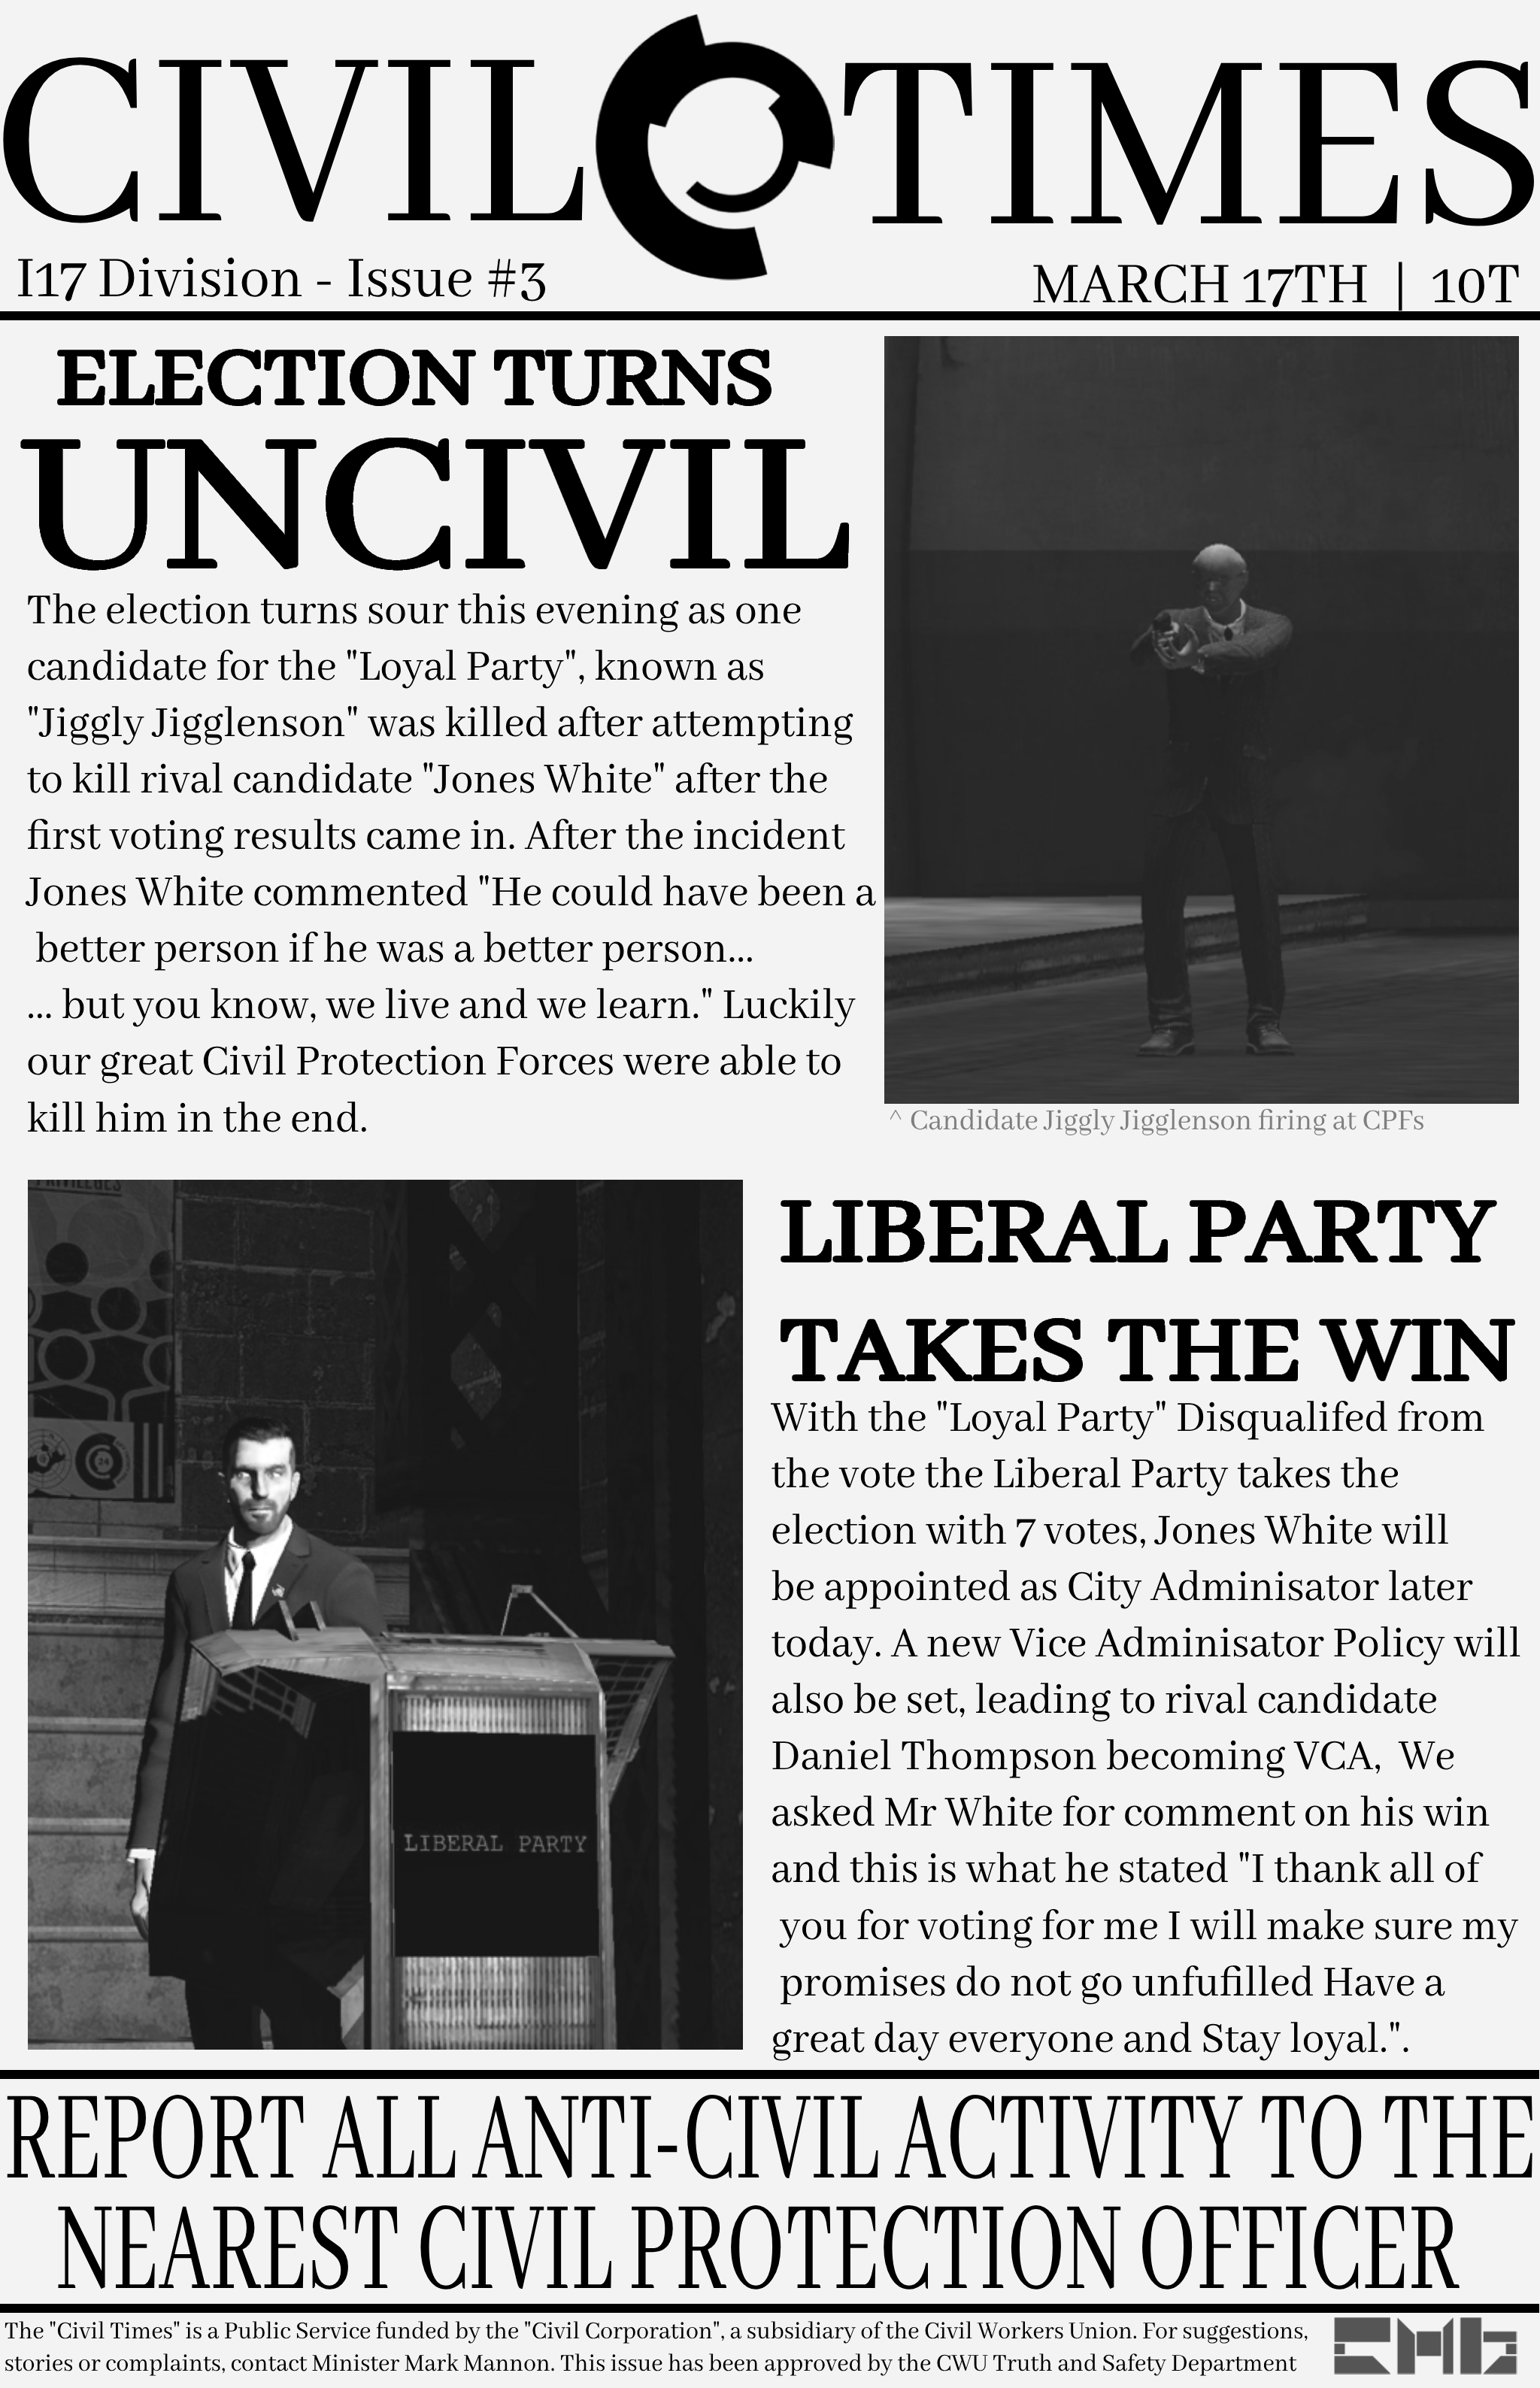 CIVIL TIMES
I17 Division - Issue #3
MARCH 17TH | 10T
ELECTION TURNS
UNCIVIL
The election turns sour this evening as one
candidate for the "Loyal Party", known as
"Jiggly Jigglenson" was killed after attempting
to kill rival candidate "Jones White" after the
first voting results came in. After the incident
Jones White commented "He could have been a
better person if he was a better person...
... but you know, we live and we learn." Luckily
our great Civil Protection Forces were able to
kill him in the end.
^ Candidate Jiggly Jigglenson firing at CPFs
LIBERAL PARTY
LIBERAL PARTY
TAKES THE WIN
With the "Loyal Party" Disqualifed from
the vote the Liberal Party takes the
election with 7 votes, Jones White will
be appointed as City Adminisator later
today. A new Vice Adminisator Policy will
also be set, leading to rival candidate
Daniel Thompson becoming VCA, We
asked Mr White for comment on his win
and this is what he stated "I thank all of
you for voting for me I will make sure my
promises do not go unfufilled Have a
great day everyone and Stay loyal.".
REPORT ALL ANTI-CIVIL ACTIVITY TO THE
NEAREST CIVIL PROTECTION OFFICER
The "Civil Times" is a Public Service funded by the "Civil Corporation", a subsidiary of the Civil Workers Union. For suggestions,
stories or complaints, contact Minister Mark Mannon. This issue has been approved by the CWU Truth and Safety Department